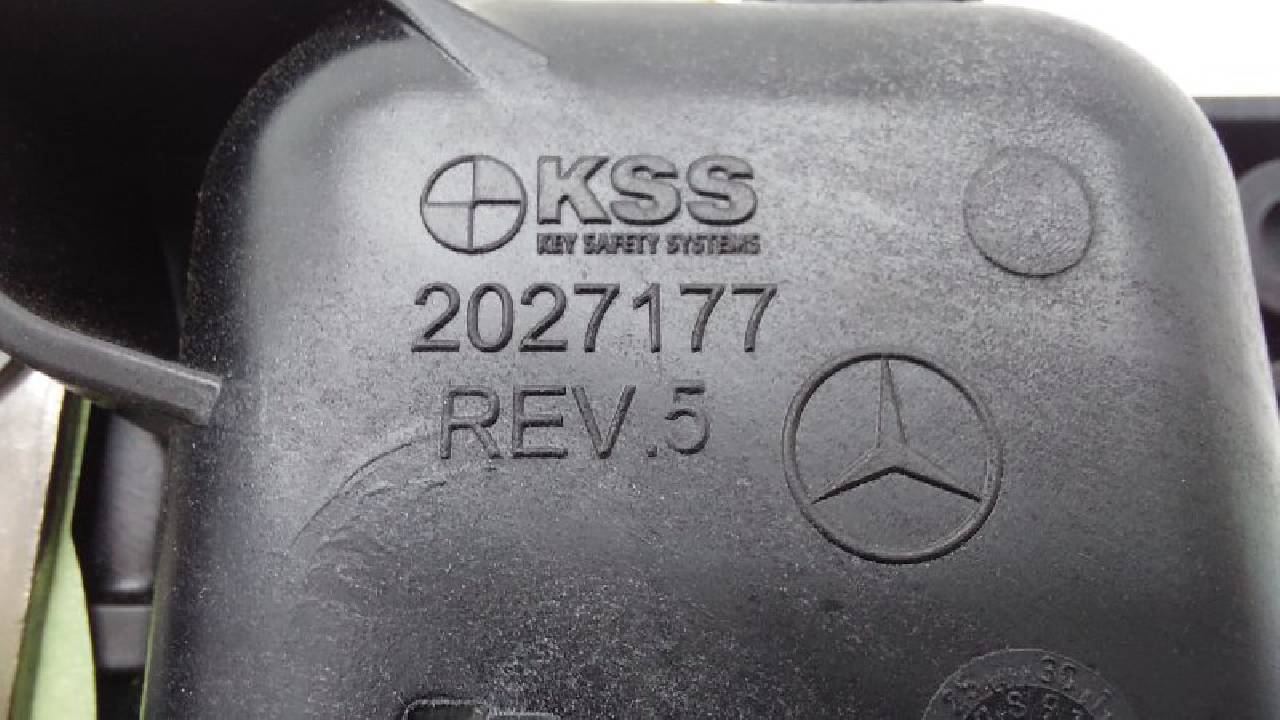 KSS
KEY SAFETY SYSTEMS
2027177
REV.5